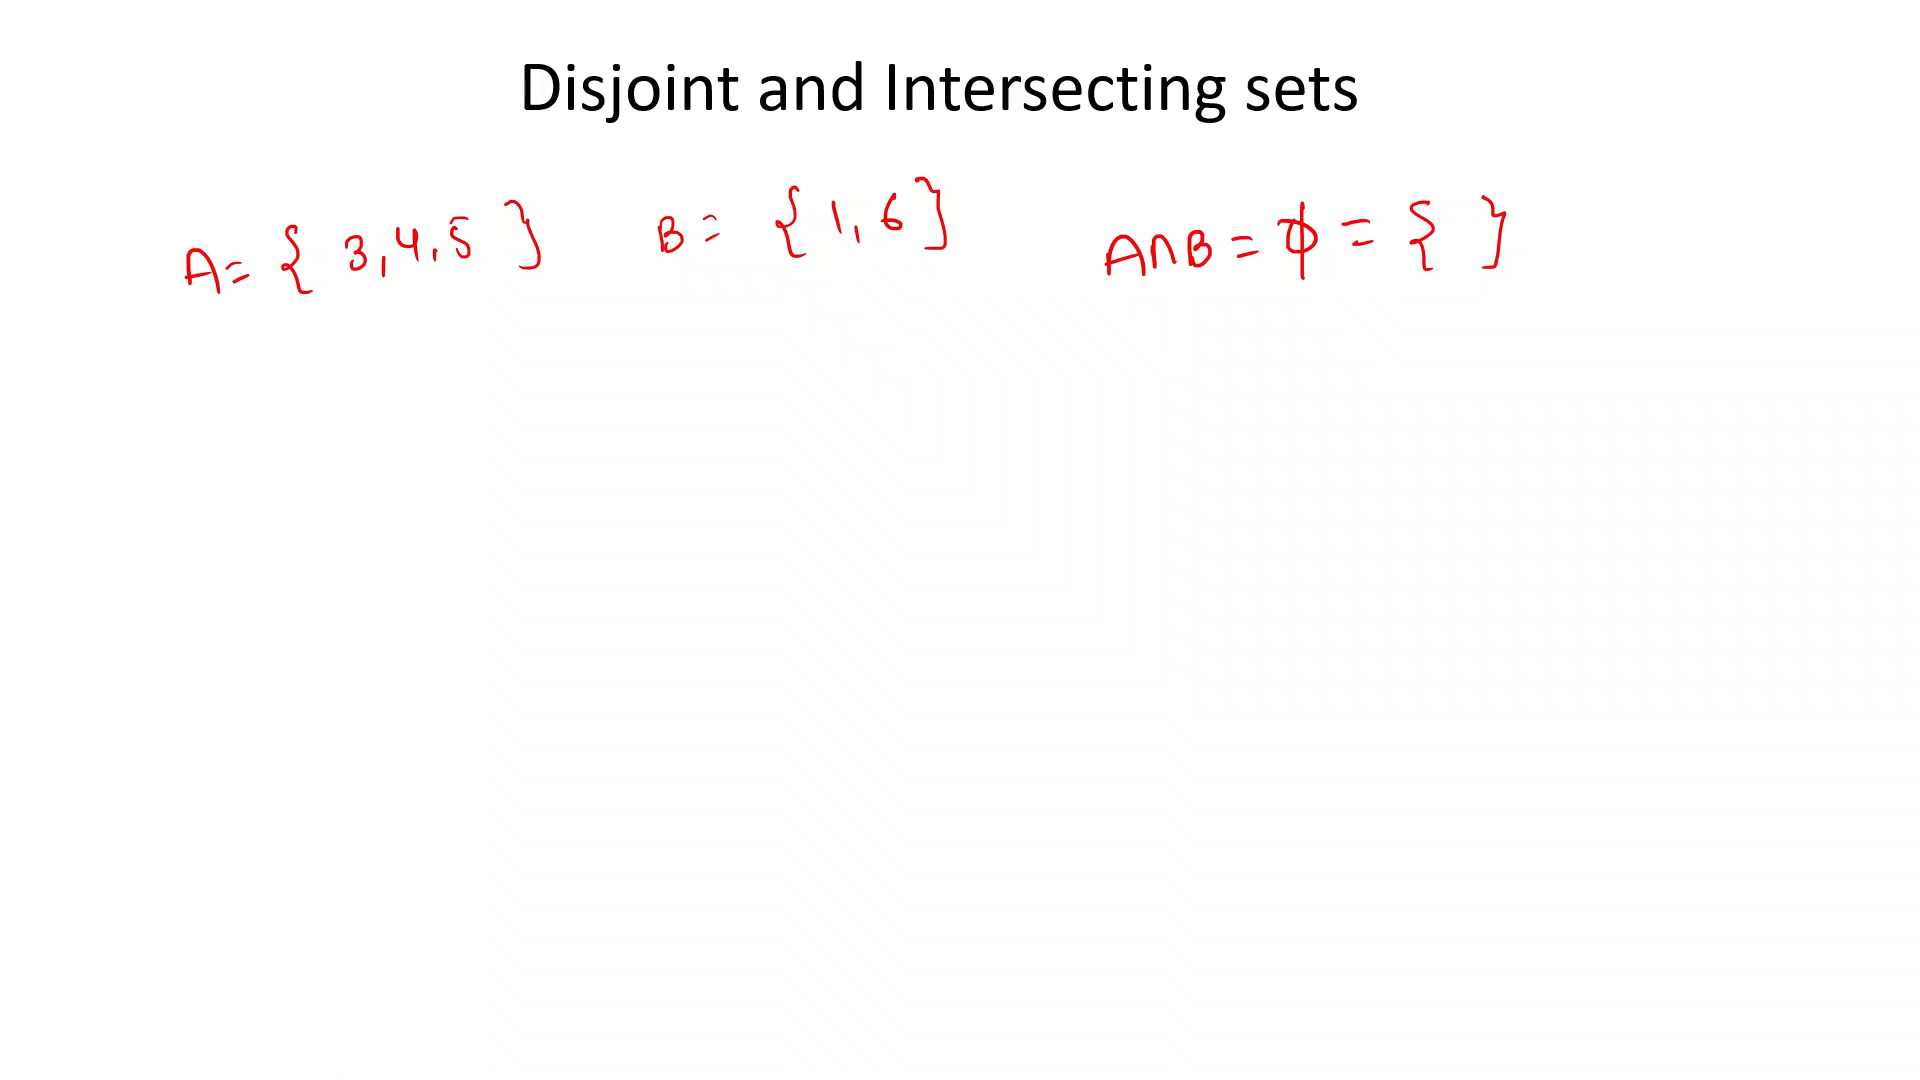 Disjoint and Intersecting sets
A = { 3, 4, 5 } B = { 1, 6 } A∩B = ϕ = { }